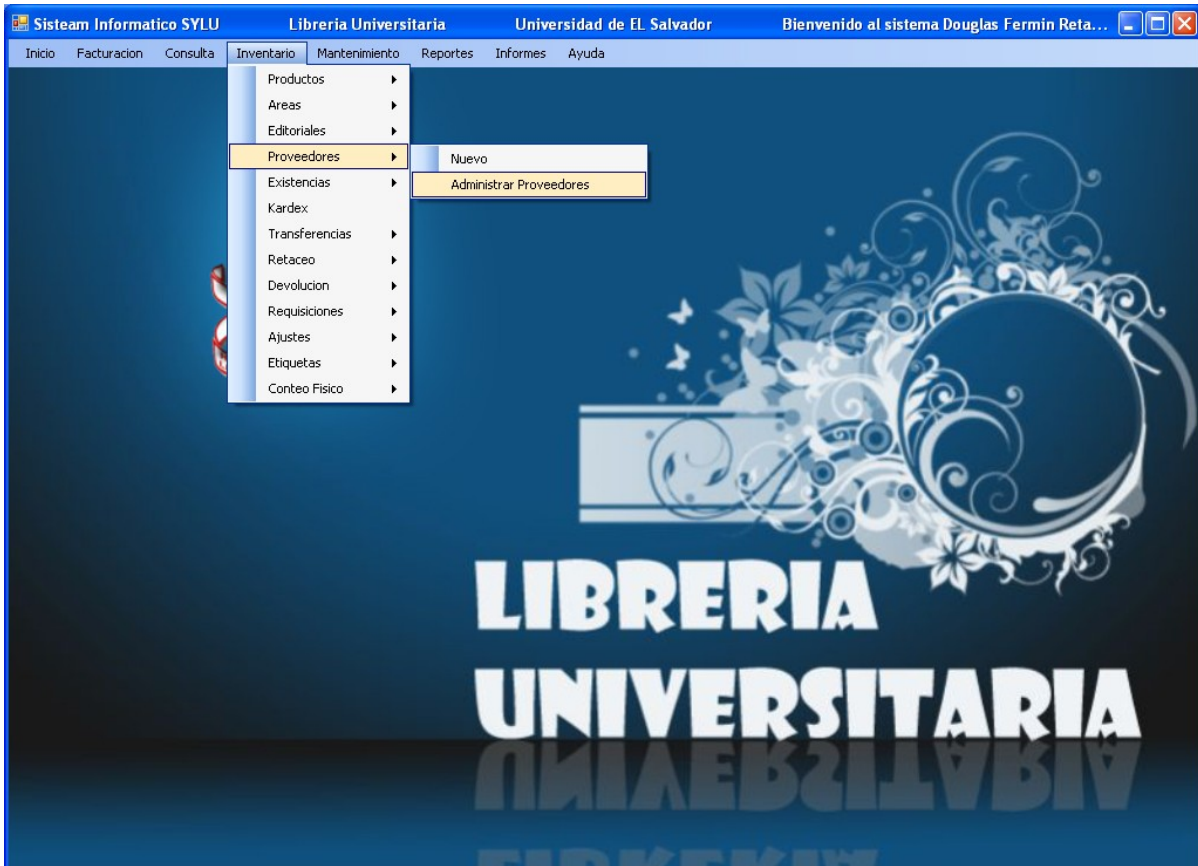 Sisteam Informatico SYLU Libreria Universitaria Universidad de EL Salvador Bienvenido al sistema Douglas Fermin Reta...
Inicio Facturacion Consulta Inventario Mantenimiento Reportes Informes Ayuda
Productos
Areas
Editoriales
Proveedores
Nuevo
Existencias
Administrar Proveedores
Kardex
Transferencias
Retaceo
Devolucion
Requisiciones
Ajustes
Etiquetas
Conteo Fisico
LIBRERIA
UNIVERSITARIA